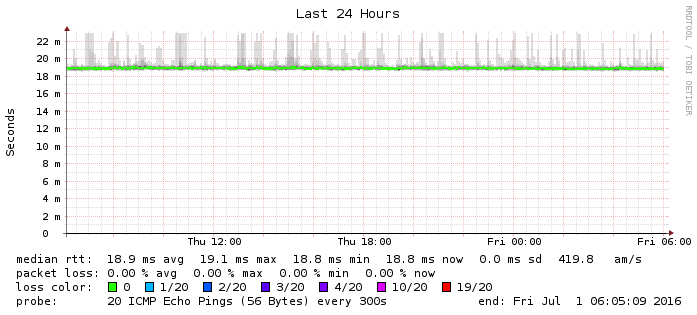 Last 24 Hours
RRDTOOL / TOBI OETIKER
Seconds
22 m
20 m
18 m
16 m
14 m
12 m
10 m
8 m
6 m
4 m
2 m
0
Thu 12:00 Thu 18:00 Fri 00:00 Fri 06:00
median rtt: 18.9 ms avg 19.1 ms max 18.8 ms min 18.8 ms now 0.0 ms sd 419.8 am/s
packet loss: 0.00 % avg 0.00 % max 0.00 % min 0.00 % now
loss color: 0 1/20 2/20 3/20 4/20 10/20 19/20
probe: 20 ICMP Echo Pings (56 Bytes) every 300s end: Fri Jul 1 06:05:09 2016